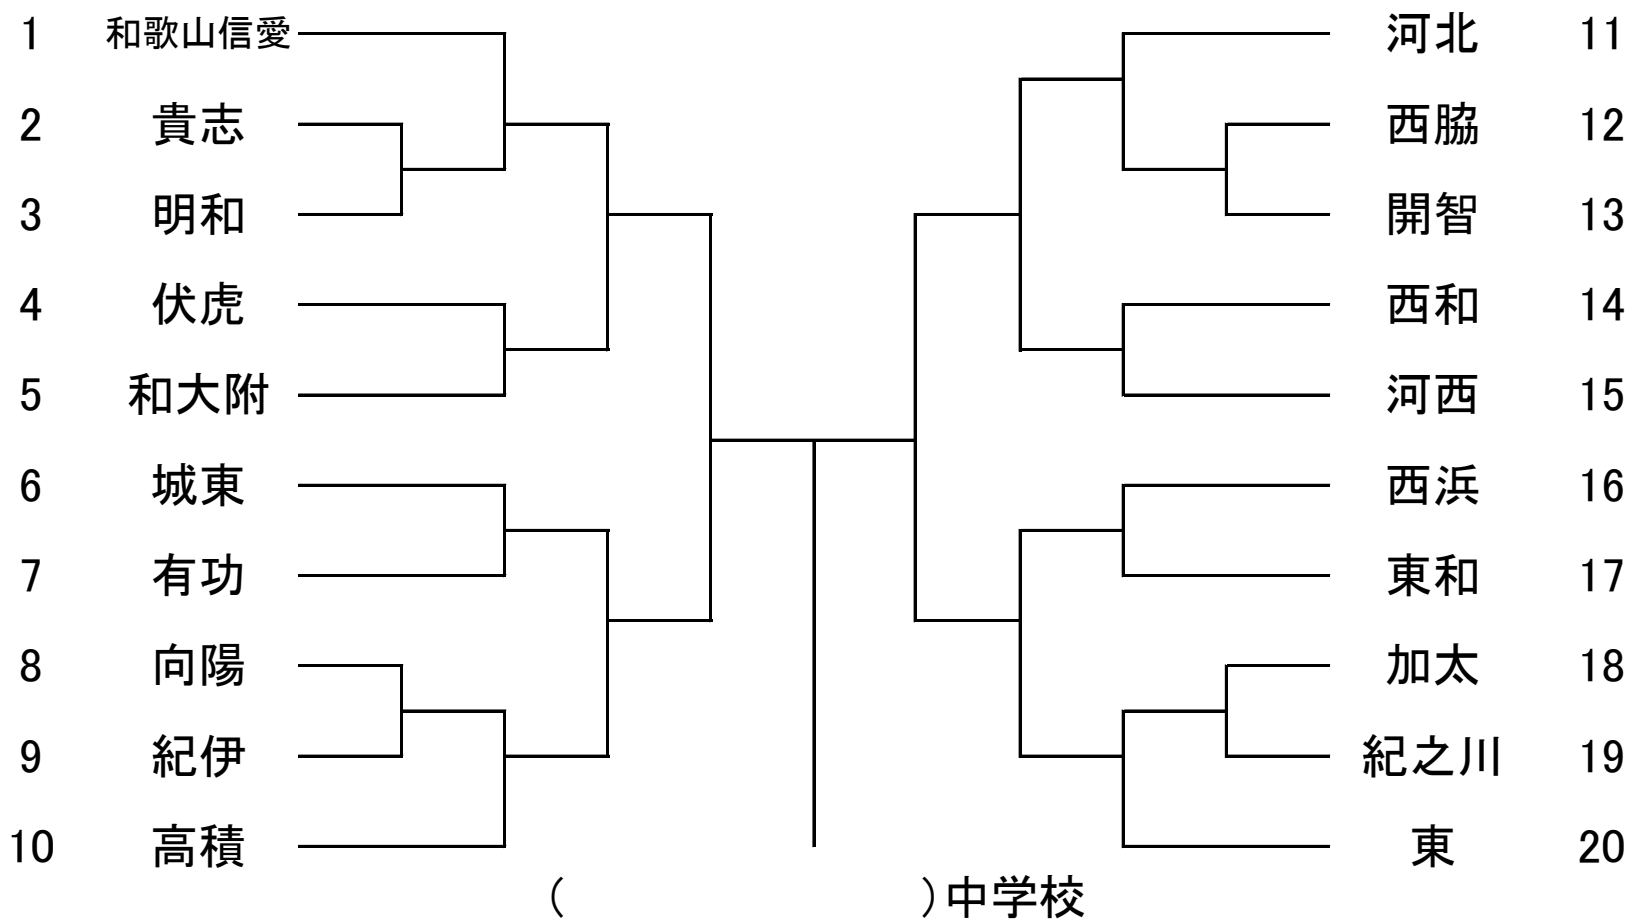 1 和歌山信愛 河北 11
2 貴志 西脇 12
3 明和 開智 13
4 伏虎 西和 14
5 和大附 河西 15
6 城東 西浜 16
7 有功 東和 17
8 向陽 加太 18
9 紀伊 紀之川 19
10 高積 東 20
( )中学校